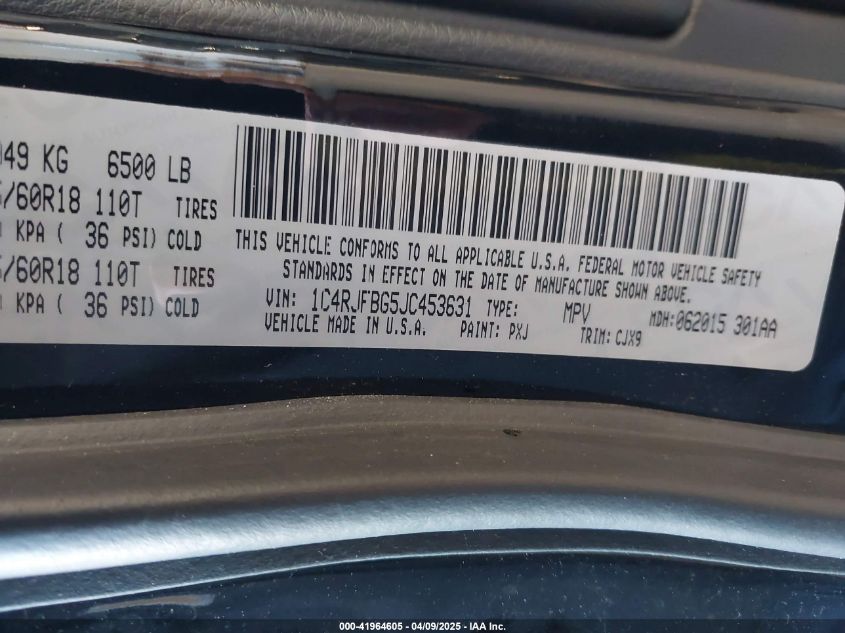 049 KG 6500 LB
/60R18 110T TIRES
KPA ( 36 PSI) COLD
/60R18 110T TIRES
KPA ( 36 PSI) COLD
THIS VEHICLE CONFORMS TO ALL APPLICABLE U.S.A. FEDERAL MOTOR VEHICLE SAFETY
STANDARDS IN EFFECT ON THE DATE OF MANUFACTURE SHOWN ABOVE.
VIN: 1C4RJFBG5JC453631 TYPE: MPV MDH:062015 301AA
VEHICLE MADE IN U.S.A. PAINT: PXJ TRIM: CJX9
000-41964605 - 04/09/2025 - IAA Inc.